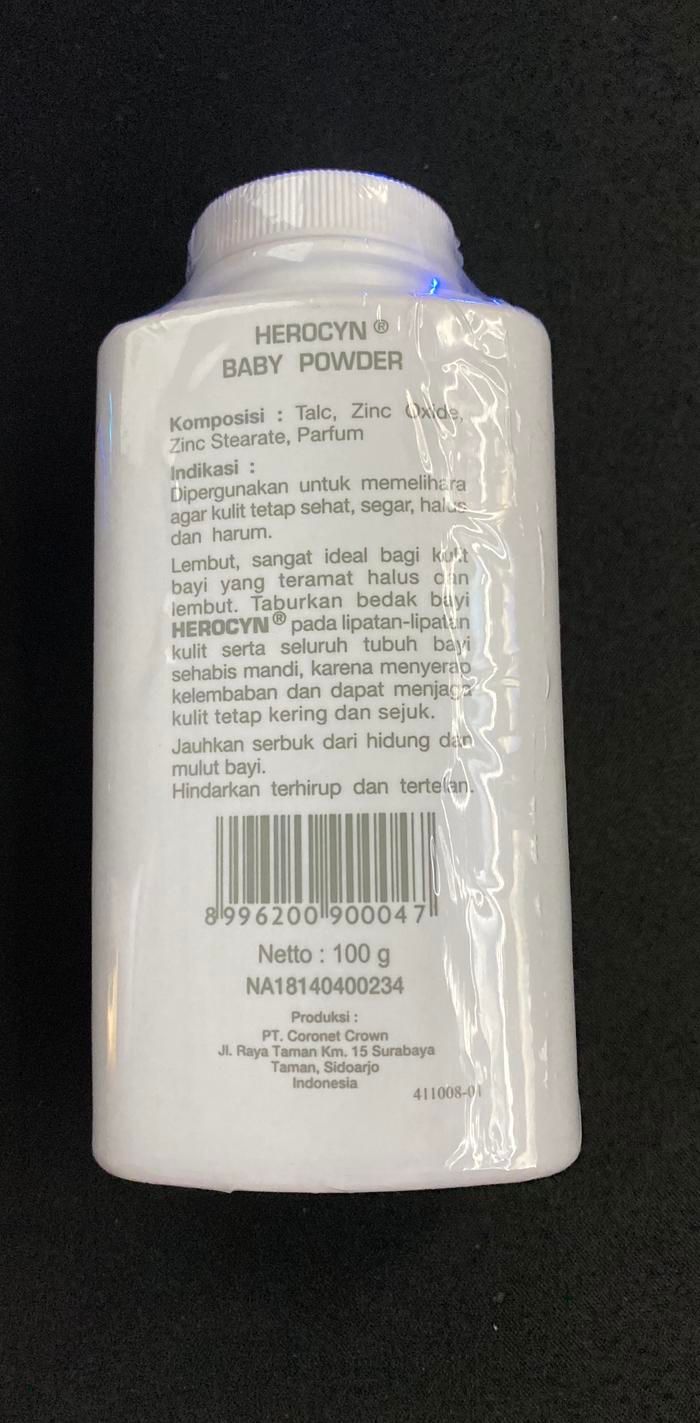 HEROCYN ®
BABY POWDER
Komposisi : Talc, Zinc Oxide,
Zinc Stearate, Parfum
Indikasi :
Dipergunakan untuk memelihara
agar kulit tetap sehat, segar, halus
dan harum.
Lembut, sangat ideal bagi kulit
bayi yang teramat halus dan
lembut. Taburkan bedak bayi
HEROCYN ® pada lipatan-lipatan
kulit serta seluruh tubuh bayi
sehabis mandi, karena menyerap
kelembaban dan dapat menjaga
kulit tetap kering dan sejuk.
Jauhkan serbuk dari hidung dan
mulut bayi.
Hindarkan terhirup dan tertelan.
8 996200 900047
Netto : 100 g
NA18140400234
Produksi :
PT. Coronet Crown
Jl. Raya Taman Km. 15 Surabaya
Taman, Sidoarjo
Indonesia
411008-01